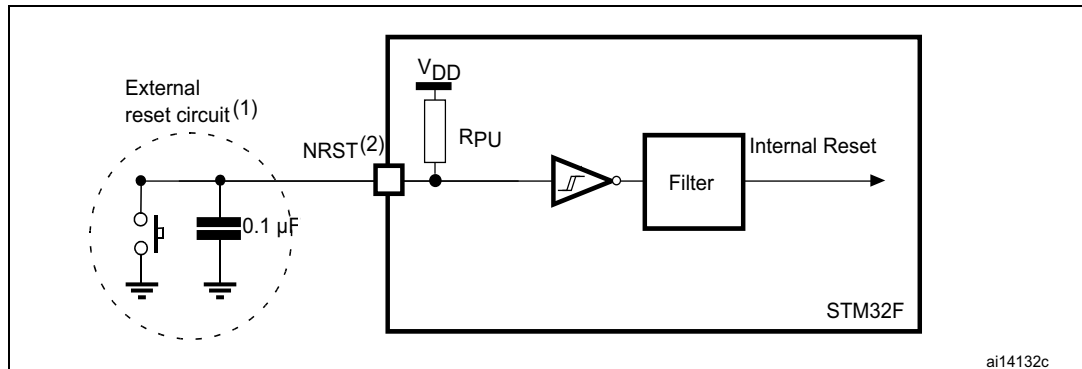 External
reset circuit(1)
NRST(2)
VDD
RPU
0.1 μF
Filter
Internal Reset
STM32F
ai14132c